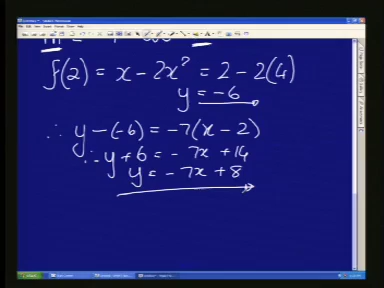 f(2) = x - 2x² = 2 - 2(4)
y = -6
∴ y - (-6) = -7(x - 2)
∴ y + 6 = - 7x + 14
y = - 7x + 8